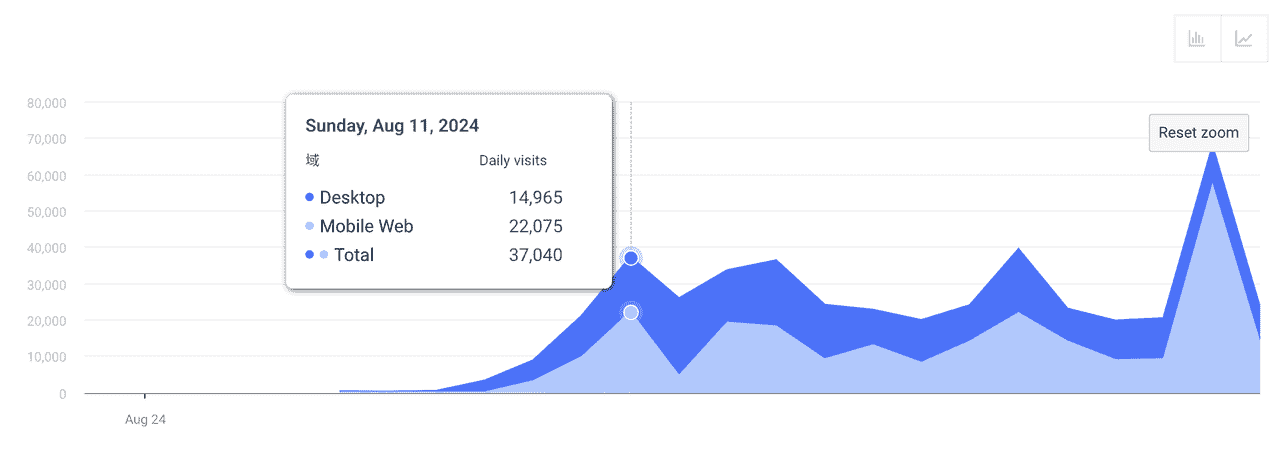 80,000
70,000
60,000
50,000
40,000
30,000
20,000
10,000
0
Aug 24
Sunday, Aug 11, 2024
域 Daily visits
Desktop 14,965
Mobile Web 22,075
Total 37,040
Reset zoom